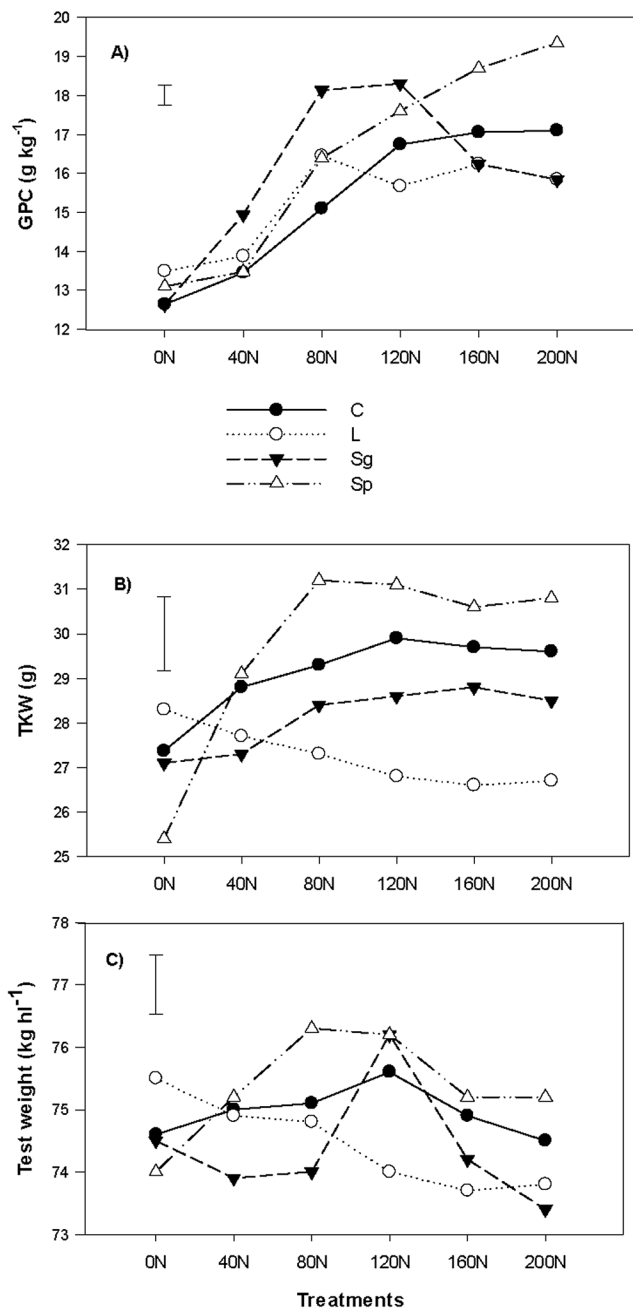 20
19
A)
18
17
16
15
14
13
12
GPC (g kg⁻¹)
0N 40N 80N 120N 160N 200N
C
L
Sg
Sp
32
B)
31
30
29
28
27
26
25
TKW (g)
0N 40N 80N 120N 160N 200N
78
C)
77
76
75
74
73
Test weight (kg hl⁻¹)
0N 40N 80N 120N 160N 200N
Treatments